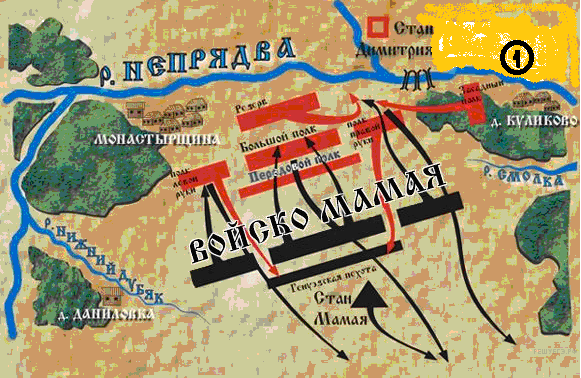 Стан
Димитрия
1
р. НЕПРЯДВА
Резерв
Засадный
полк
д. КУЛИКОВО
МОНАСТЫРЩИНА
Большой полк
полк
правой
руки
Передовой полк
р. СМОЛКА
полк
левой
руки
ВОЙСКО МАМАЯ
р. НИЖНИЙ ДУБЯК
Генуэзская пехота
Стан
Мамая
д. ДАНИЛОВКА